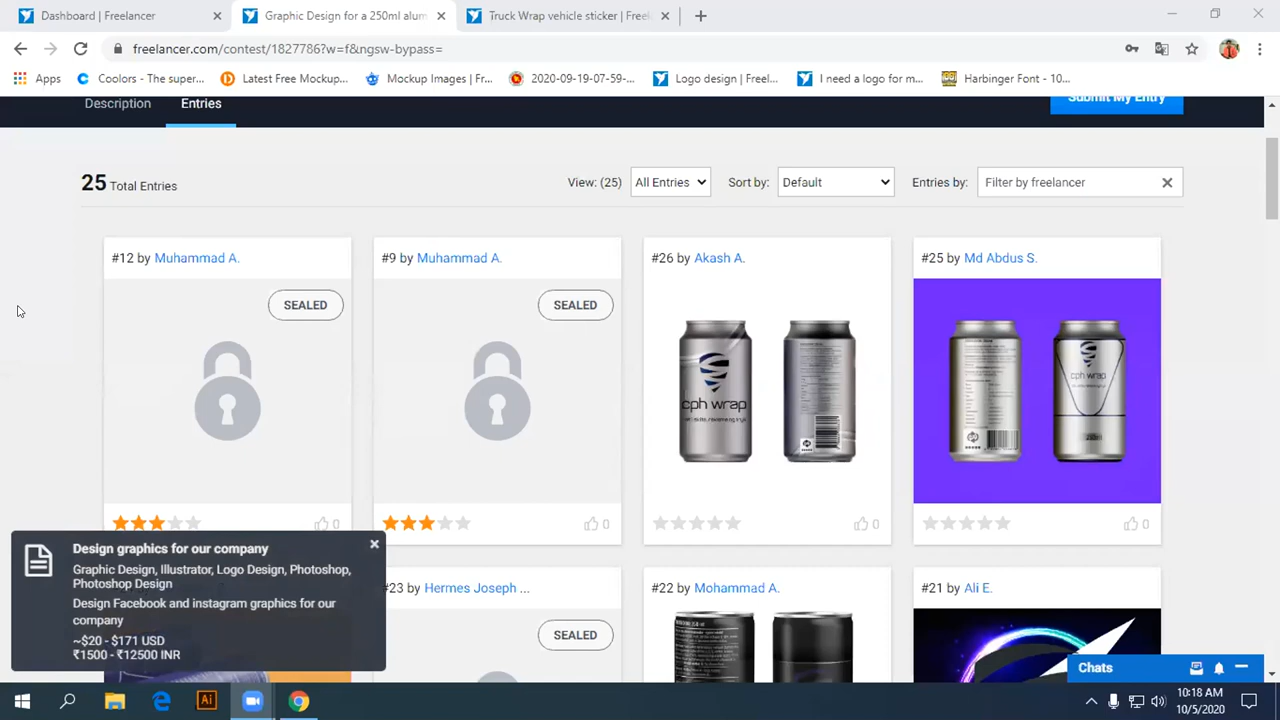 Dashboard | Freelancer
Graphic Design for a 250ml alum
Truck Wrap vehicle sticker | Freel
freelancer.com/contest/1827786?w=f&ngsw-bypass=
Apps
Coolors - The super...
Latest Free Mockup...
Mockup Images | Fr...
2020-09-19-07-59-...
Logo design | Freel...
I need a logo for m...
Harbinger Font - 10...
Description
Entries
Submit My Entry
25 Total Entries
View: (25)
All Entries
Sort by:
Default
Entries by:
Filter by freelancer
#12 by Muhammad A.
#9 by Muhammad A.
#26 by Akash A.
#25 by Md Abdus S.
SEALED
SEALED
cph wrap
cph wrap
0
0
0
0
Design graphics for our company
Graphic Design, Illustrator, Logo Design, Photoshop,
Photoshop Design
Design Facebook and instagram graphics for our
company
~$20 - $171 USD
₹1500 - ₹12500 INR
#23 by Hermes Joseph ...
#22 by Mohammad A.
#21 by Ali E.
SEALED
Chats
Ai
10:18 AM
10/5/2020